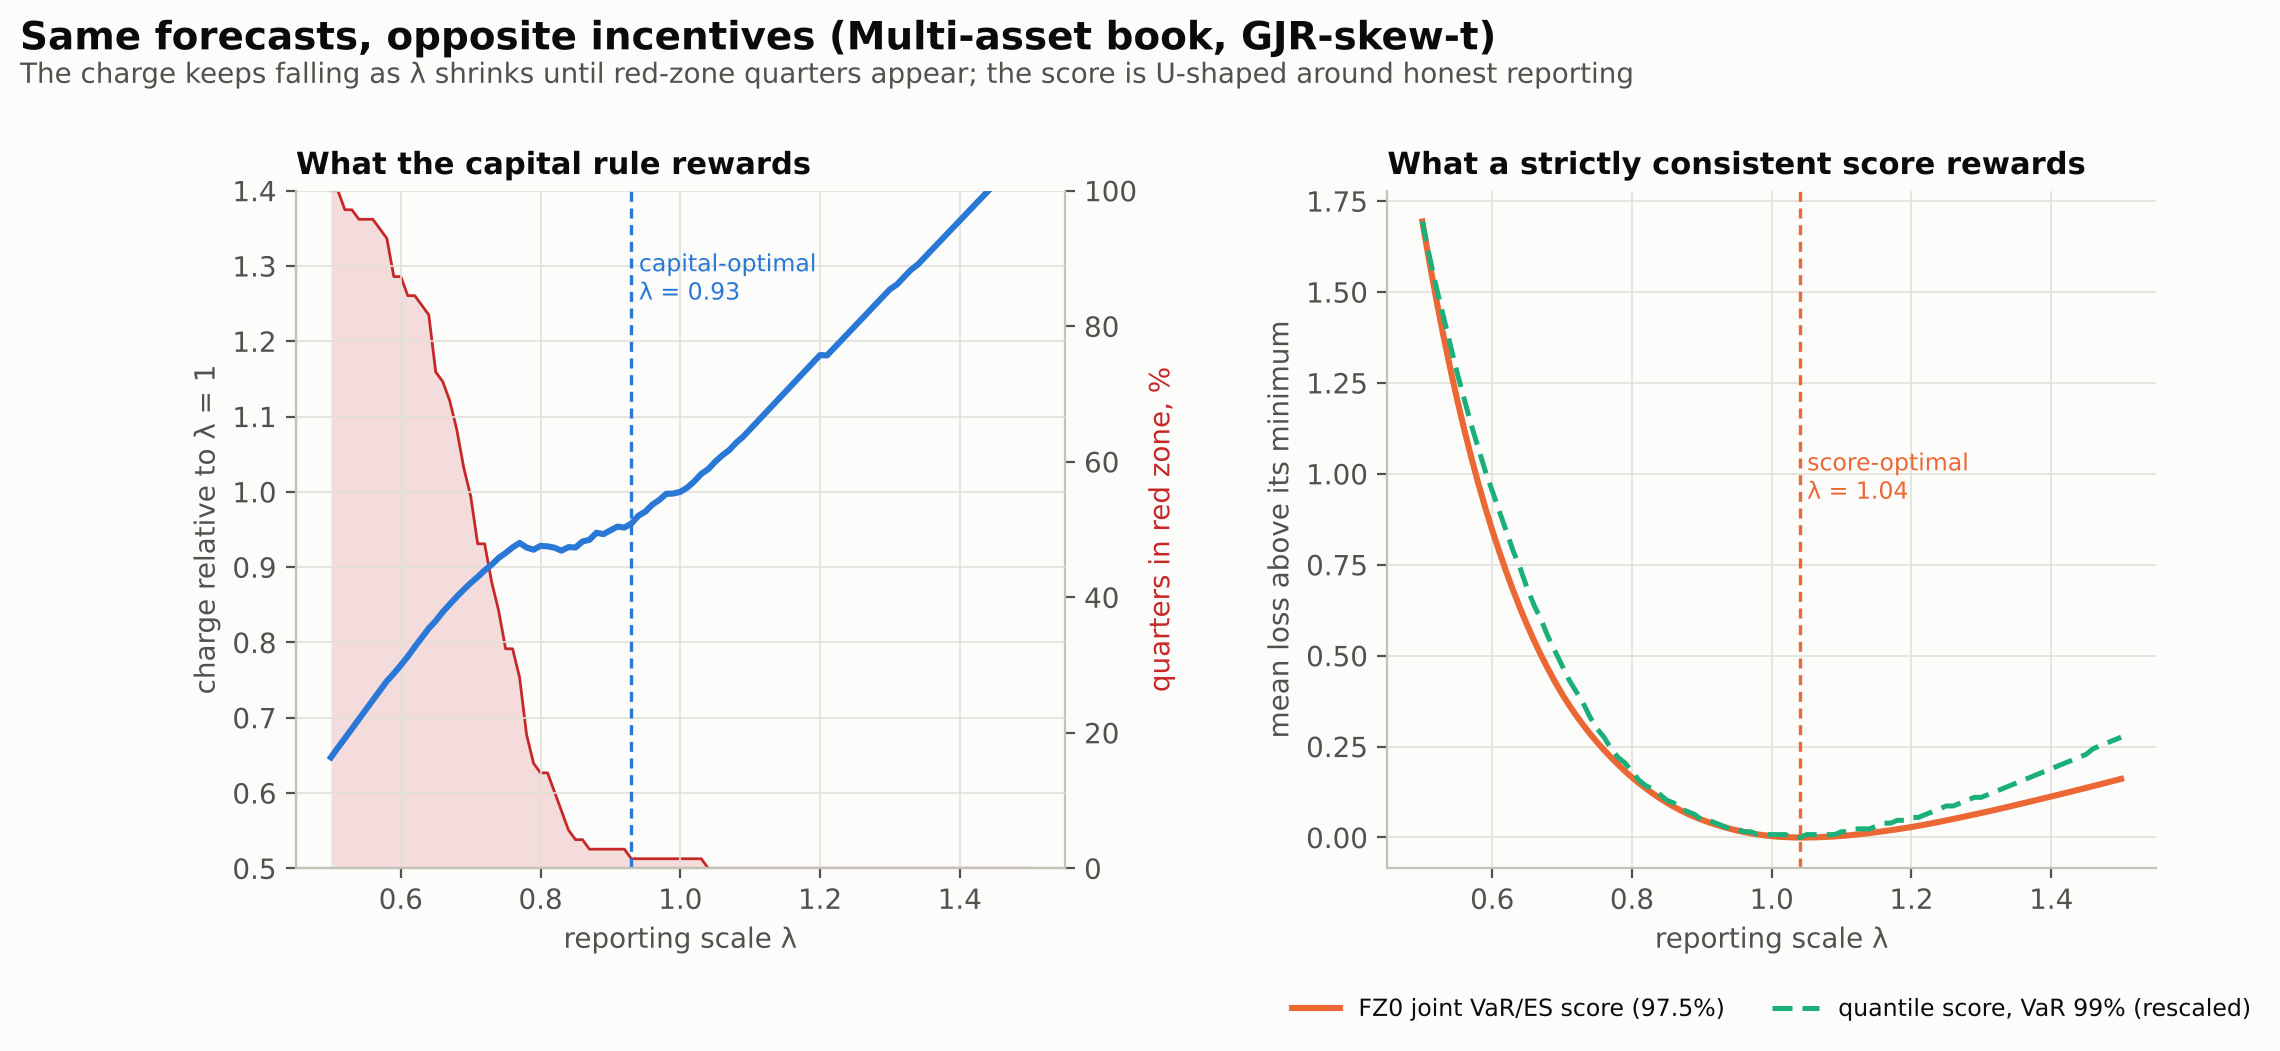 Same forecasts, opposite incentives (Multi-asset book, GJR-skew-t)
The charge keeps falling as λ shrinks until red-zone quarters appear; the score is U-shaped around honest reporting
What the capital rule rewards
charge relative to λ = 1
1.4
1.3
1.2
1.1
1.0
0.9
0.8
0.7
0.6
0.5
capital-optimal
λ = 0.93
100
80
60
40
20
0
quarters in red zone, %
0.6 0.8 1.0 1.2 1.4
reporting scale λ
What a strictly consistent score rewards
mean loss above its minimum
1.75
1.50
1.25
1.00
0.75
0.50
0.25
0.00
score-optimal
λ = 1.04
0.6 0.8 1.0 1.2 1.4
reporting scale λ
FZ0 joint VaR/ES score (97.5%)
quantile score, VaR 99% (rescaled)